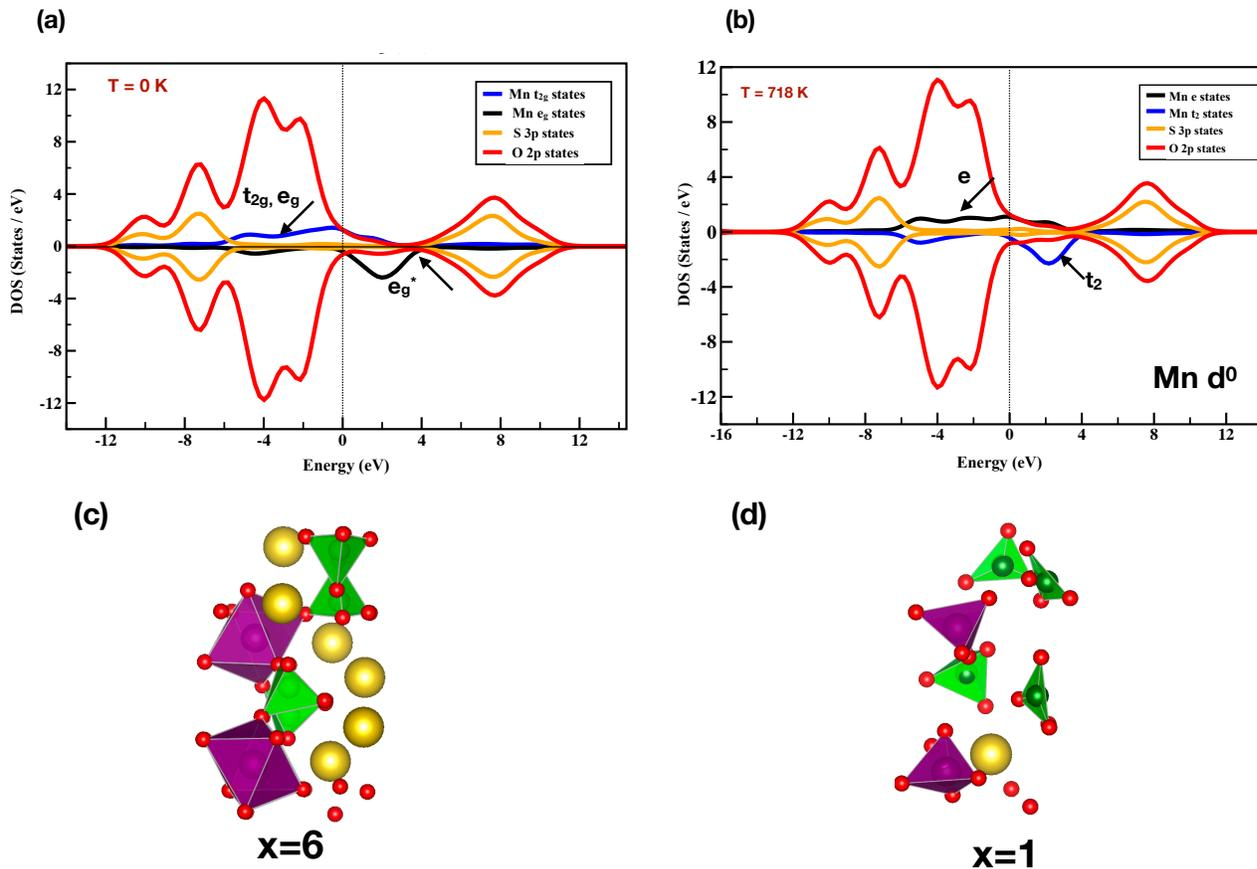 (a)
(b)
T = 0 K
Mn t2g states
Mn eg states
S 3p states
O 2p states
t2g, eg
eg*
12
8
4
0
-4
-8
-12
DOS (States / eV)
-12
-8
-4
0
4
8
12
Energy (eV)
T = 718 K
Mn e states
Mn t2 states
S 3p states
O 2p states
e
t2
Mn d0
12
8
4
0
-4
-8
-12
DOS (States / eV)
-16
-12
-8
-4
0
4
8
12
Energy (eV)
(c)
(d)
x=6
x=1